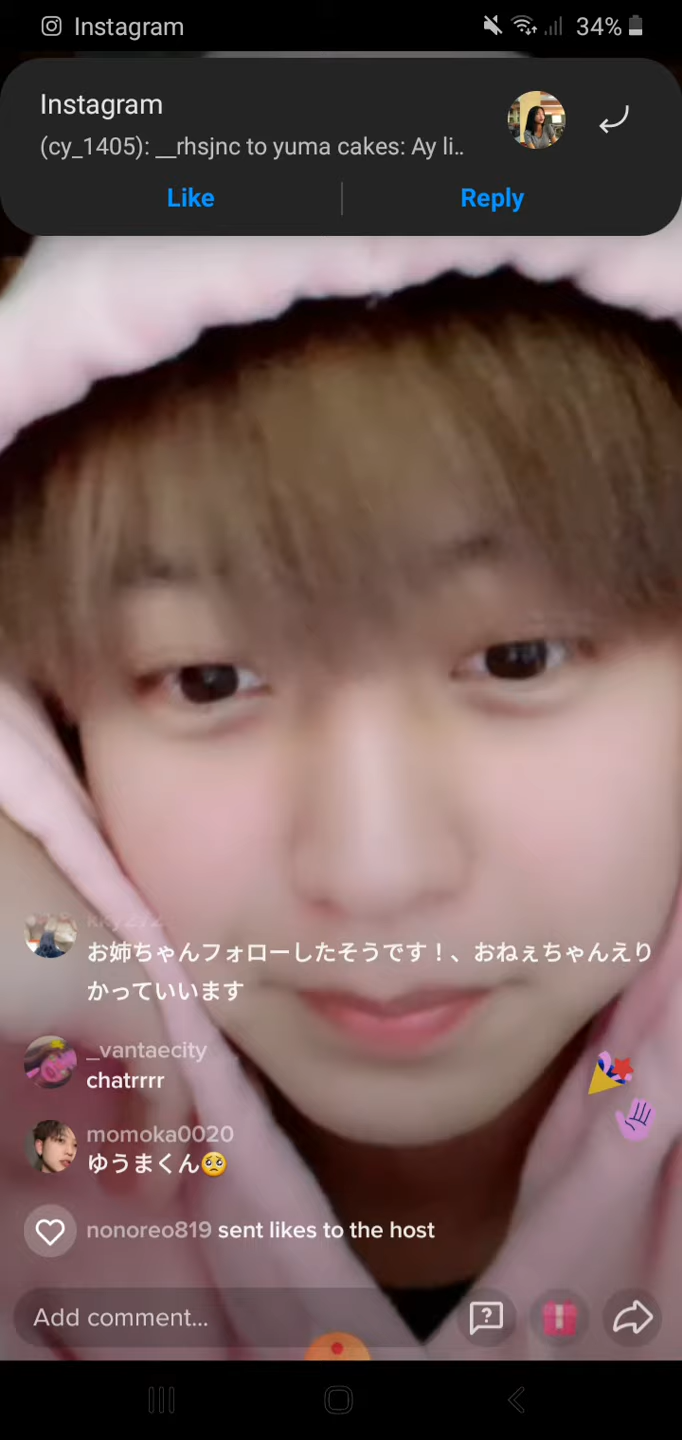 Instagram
34%
Instagram
(cy_1405): __rhsjnc to yuma cakes: Ay li..
Like
Reply
お姉ちゃんフォローしたそうです！、おねぇちゃんえり
かっていいます
_vantaecity
chatrrrr
momoka0020
ゆうまくん🥺
nonoreo819 sent likes to the host
Add comment...